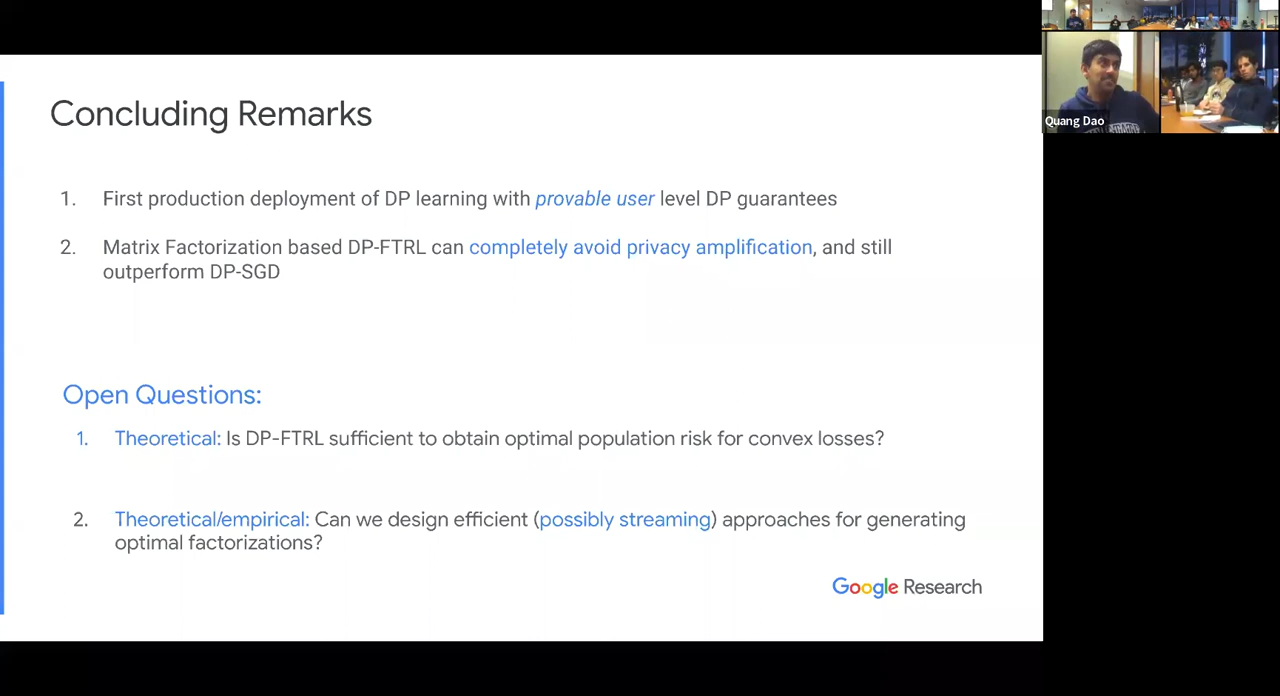 Concluding Remarks
1. First production deployment of DP learning with provable user level DP guarantees
2. Matrix Factorization based DP-FTRL can completely avoid privacy amplification, and still
outperform DP-SGD
Open Questions:
1. Theoretical: Is DP-FTRL sufficient to obtain optimal population risk for convex losses?
2. Theoretical/empirical: Can we design efficient (possibly streaming) approaches for generating
optimal factorizations?
Google Research
Quang Dao